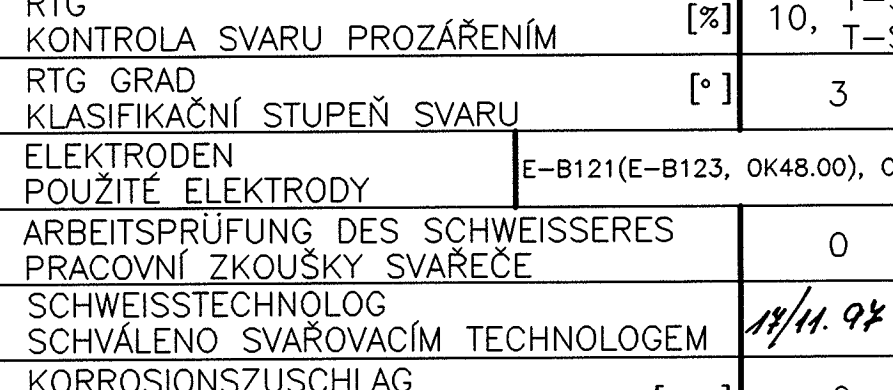 RTG
KONTROLA SVARU PROZÁŘENÍM [%] 10,
RTG GRAD
KLASIFIKAČNÍ STUPEŇ SVARU [°] 3
ELEKTRODEN
POUŽITÉ ELEKTRODY
E-B121(E-B123, OK48.00),
ARBEITSPRÜFUNG DES SCHWEISSERES
PRACOVNÍ ZKOUŠKY SVAŘEČE 0
SCHWEISSTECHNOLOG
SCHVÁLENO SVAŘOVACÍM TECHNOLOGEM 17/11. 97
KORROSIONSZUSCHLAG